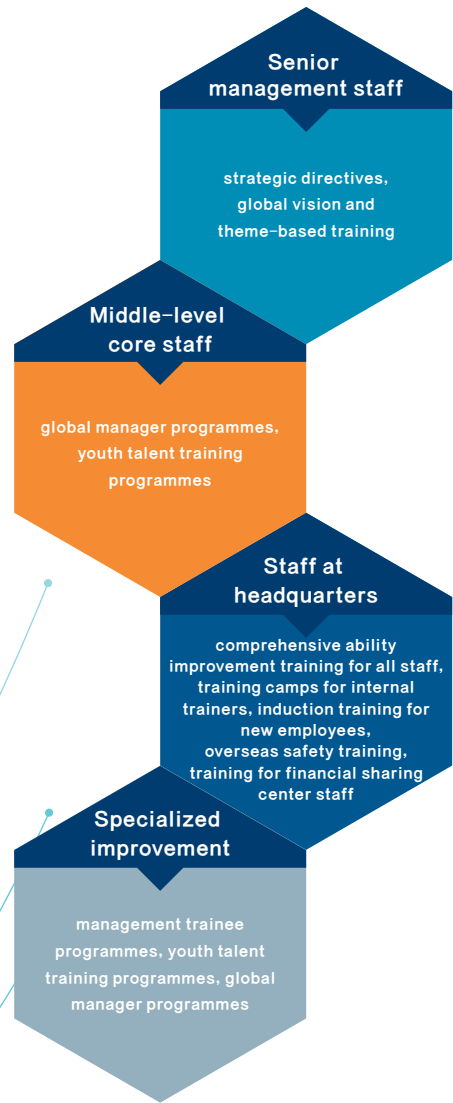 Senior
management staff
strategic directives,
global vision and
theme-based training
Middle-level
core staff
global manager programmes,
youth talent training
programmes
Staff at
headquarters
comprehensive ability
improvement training for all staff,
training camps for internal
trainers, induction training for
new employees,
overseas safety training,
training for financial sharing
center staff
Specialized
improvement
management trainee
programmes, youth talent
training programmes, global
manager programmes